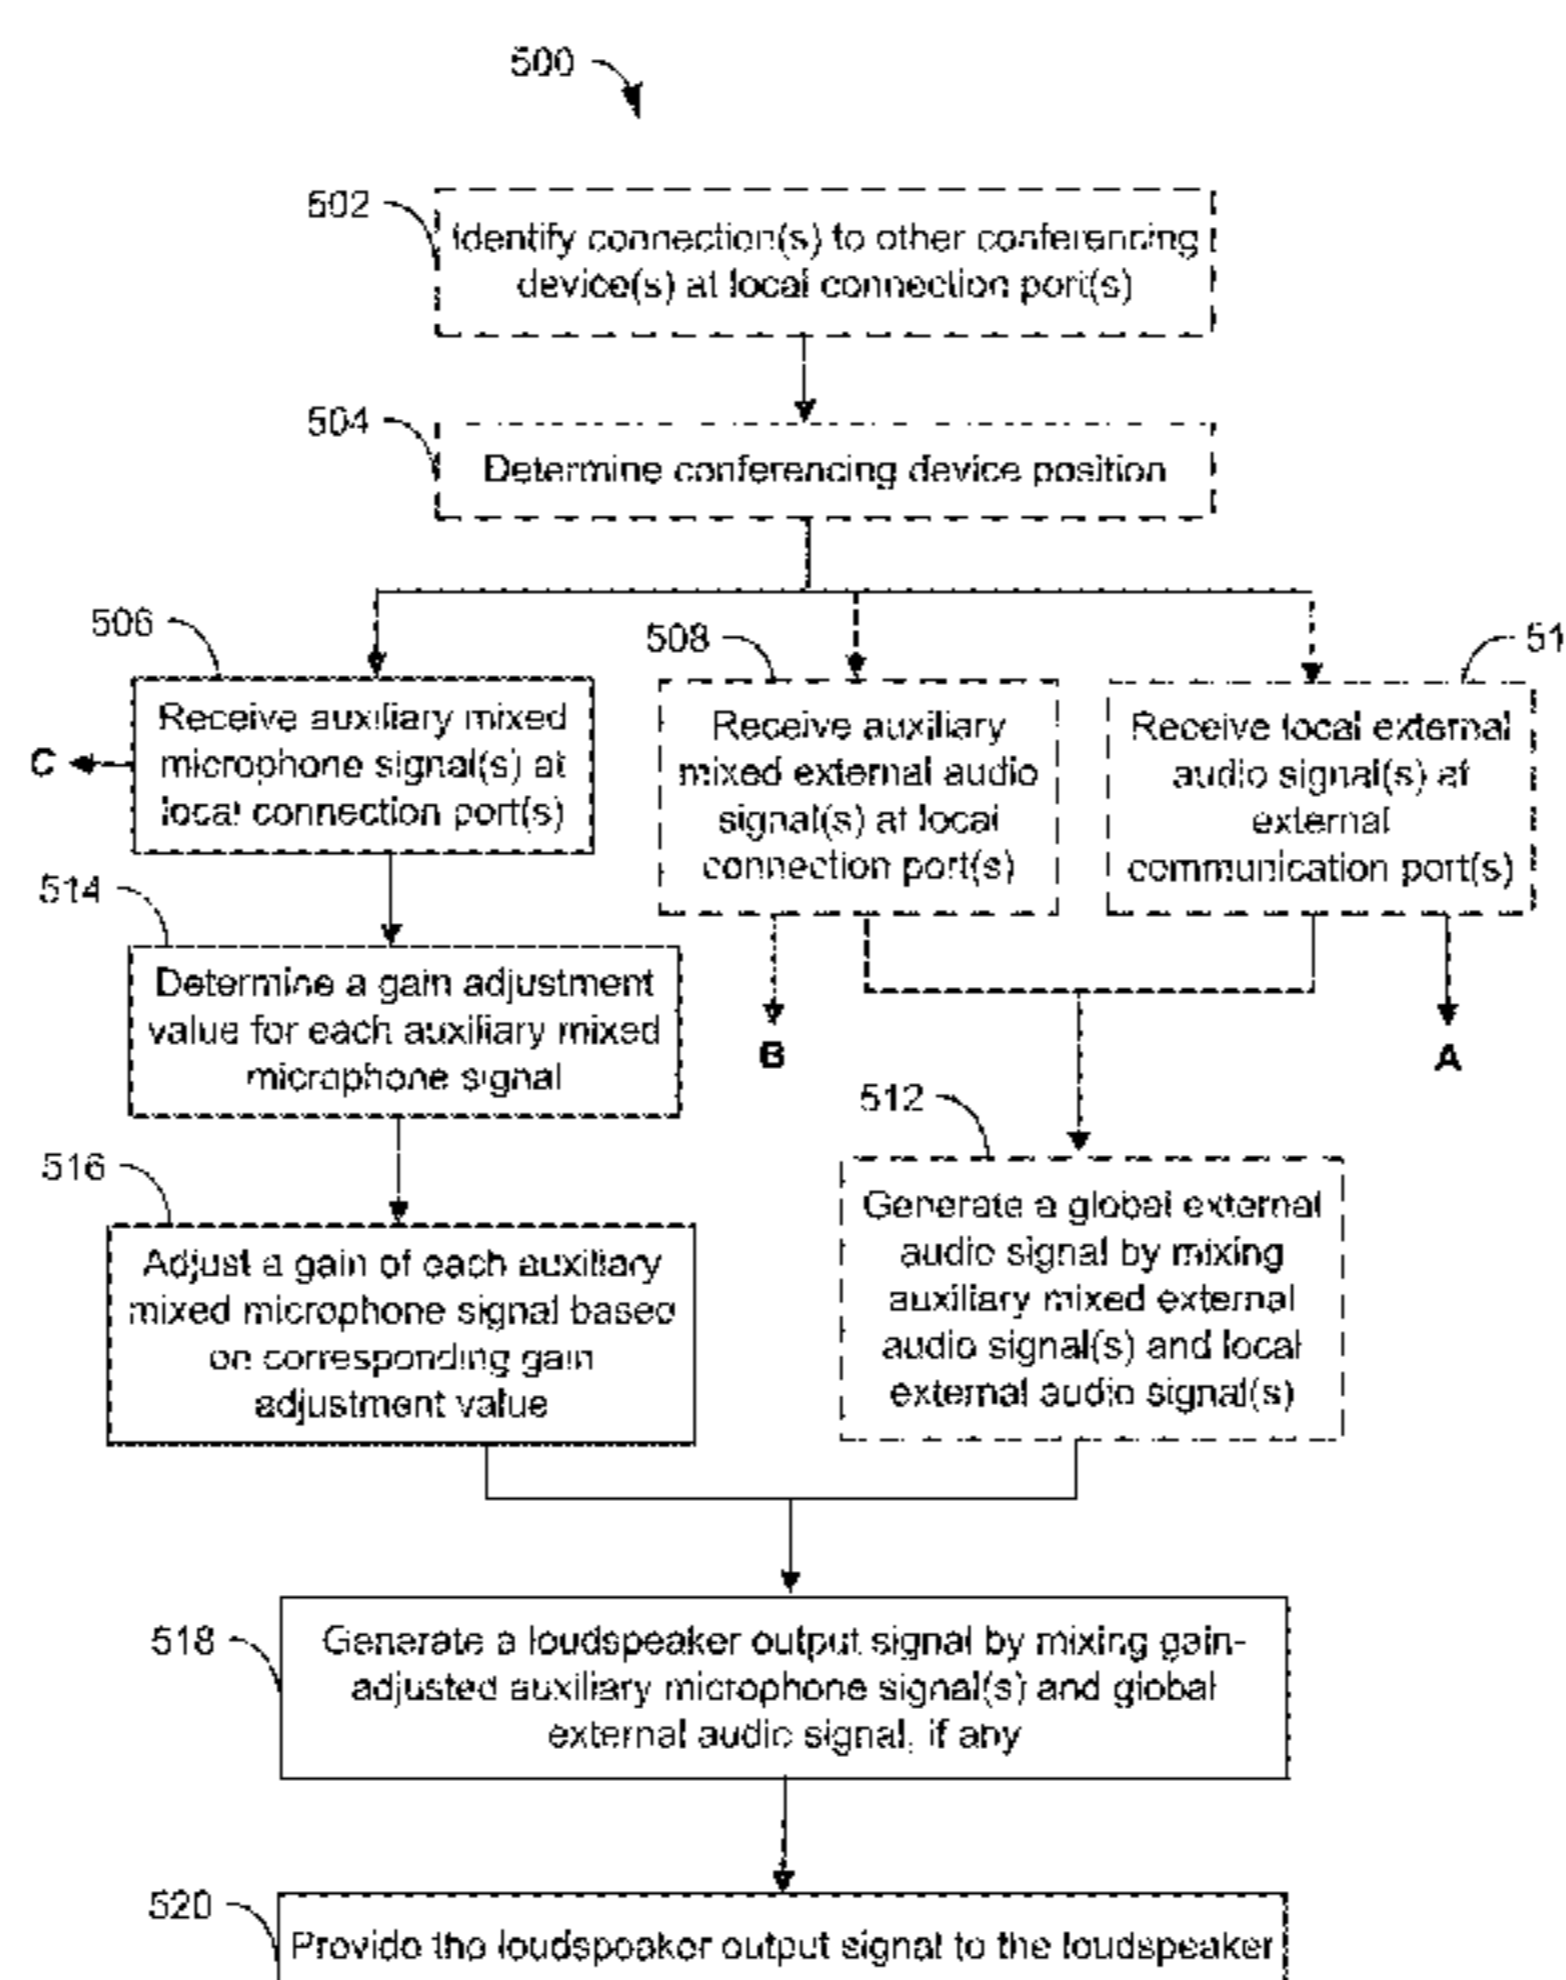 500
502
Identify connection(s) to other conferencing
device(s) at local connection port(s)
504
Determine conferencing device position
506
Receive auxiliary mixed
microphone signal(s) at
local connection port(s)
C
508
Receive auxiliary
mixed external audio
signal(s) at local
connection port(s)
B
51
Receive local external
audio signal(s) at
external
communication port(s)
A
514
Determine a gain adjustment
value for each auxiliary mixed
microphone signal
512
Generate a global external
audio signal by mixing
auxiliary mixed external
audio signal(s) and local
external audio signal(s)
516
Adjust a gain of each auxiliary
mixed microphone signal based
on corresponding gain
adjustment value
518
Generate a loudspeaker output signal by mixing gain-
adjusted auxiliary microphone signal(s) and global
external audio signal, if any
520
Provide the loudspeaker output signal to the loudspeaker